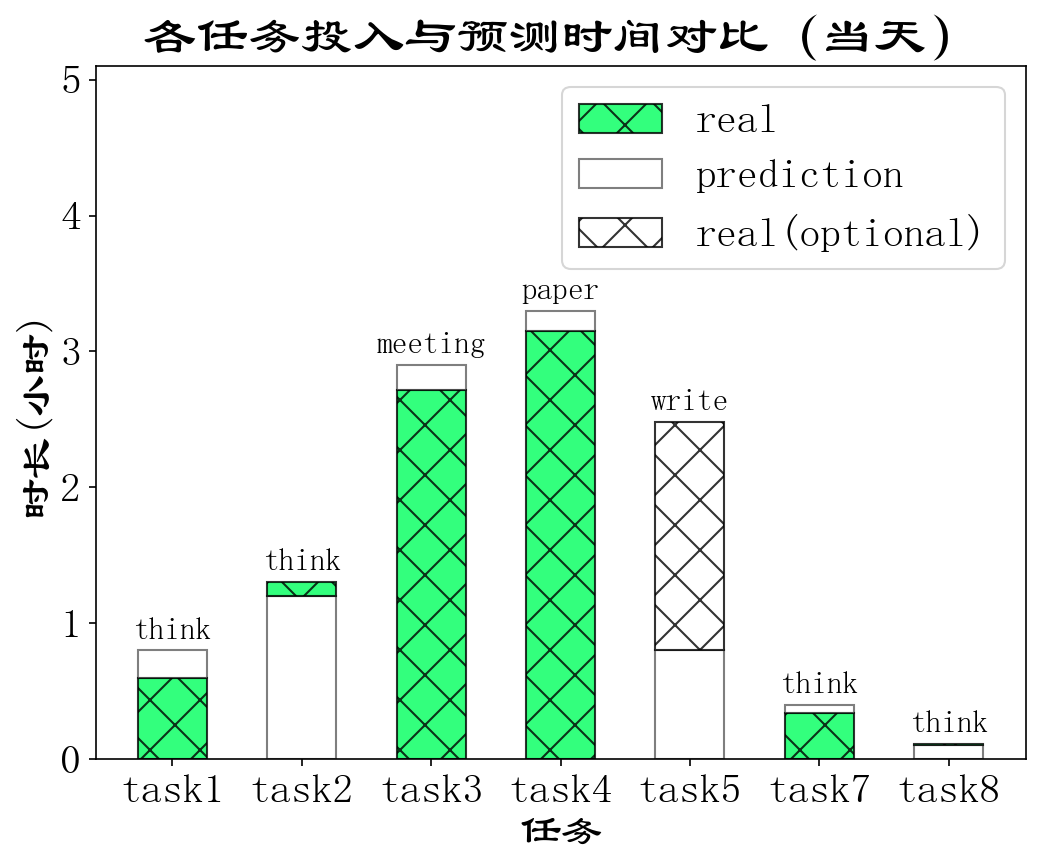 各任务投入与预测时间对比 (当天)
real
prediction
real(optional)
时长(小时)
5
4
3
2
1
0
think
think
meeting
paper
write
think
think
task1 task2 task3 task4 task5 task7 task8
任务